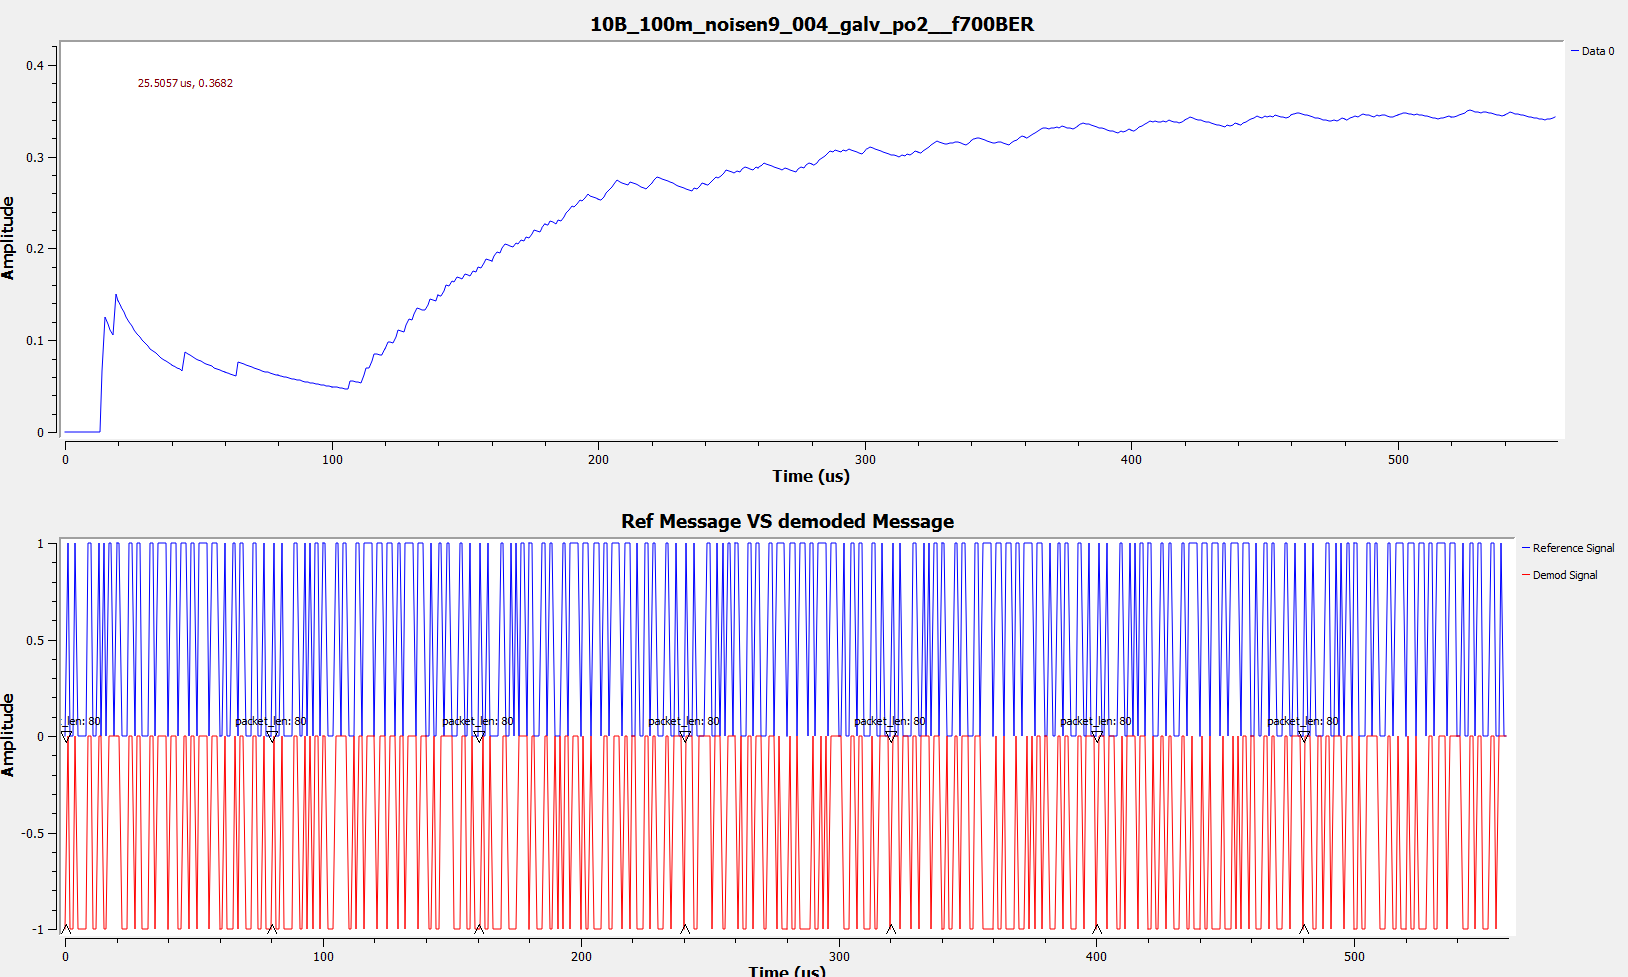 10B_100m_noisen9_004_galv_po2__f700BER
Data 0
25.5057 us, 0.3682
Amplitude
0.4
0.3
0.2
0.1
0
0 100 200 300 400 500
Time (us)
Ref Message VS demoded Message
Reference Signal
Demod Signal
Amplitude
1
0.5
0
-0.5
-1
_len: 80 packet_len: 80 packet_len: 80 packet_len: 80 packet_len: 80 packet_len: 80 packet_len: 80
0 100 200 300 400 500
Time (us)